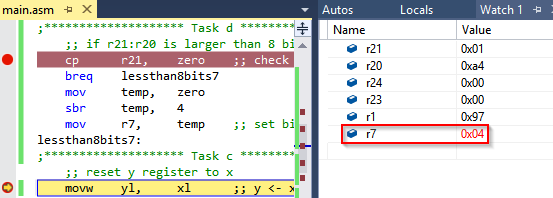 main.asm
;******************* Task d ********
;; if r21:r20 is larger than 8 bi
cp r21, zero ;; check
breq lessthan8bits7
mov temp, zero
sbr temp, 4
mov r7, temp ;; set bi
lessthan8bits7:
;******************* Task c ********
;; reset y register to x
movw yl, xl ;; y <- x
Autos Locals Watch 1
Name Value
r21 0x01
r20 0xa4
r24 0x00
r23 0x00
r1 0x97
r7 0x04